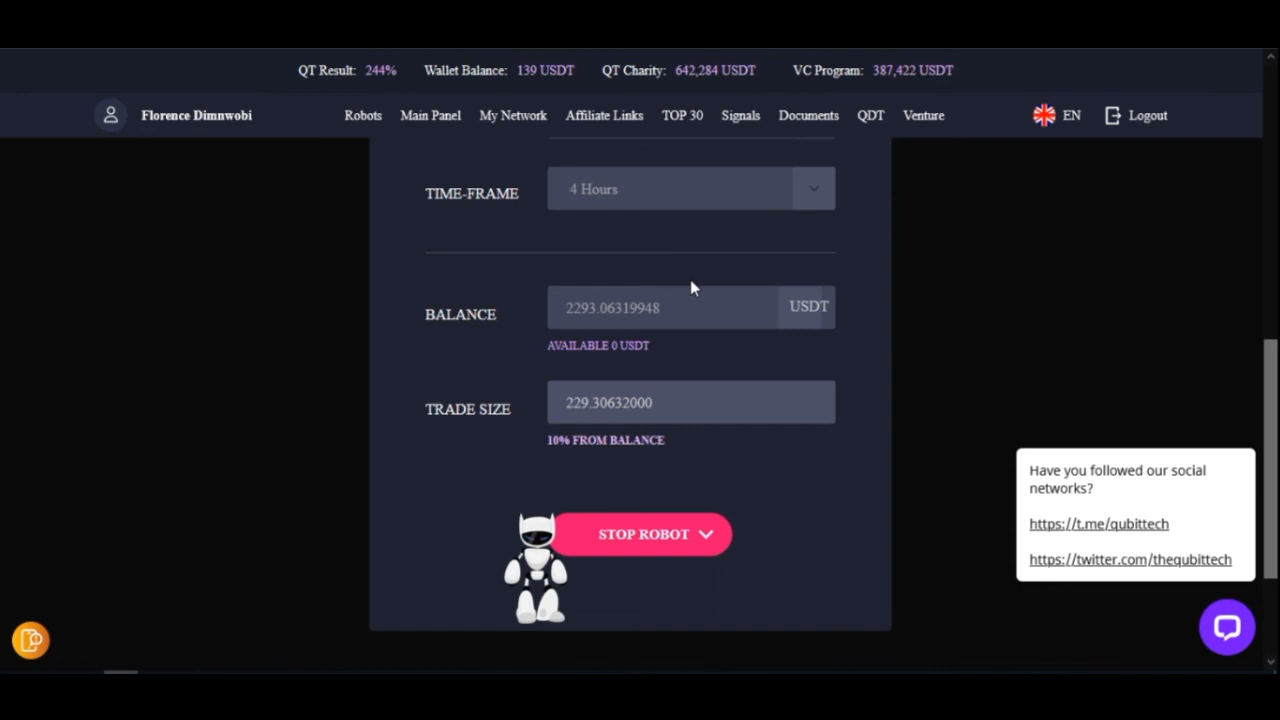 QT Result: 244% Wallet Balance: 139 USDT QT Charity: 642,284 USDT VC Program: 387,422 USDT
Florence Dimnwobi Robots Main Panel My Network Affiliate Links TOP 30 Signals Documents QDT Venture EN Logout
TIME-FRAME 4 Hours
BALANCE 2293.06319948 USDT
AVAILABLE 0 USDT
TRADE SIZE 229.30632000
10% FROM BALANCE
STOP ROBOT
Have you followed our social
networks?
https://t.me/qubittech
https://twitter.com/thequbittech